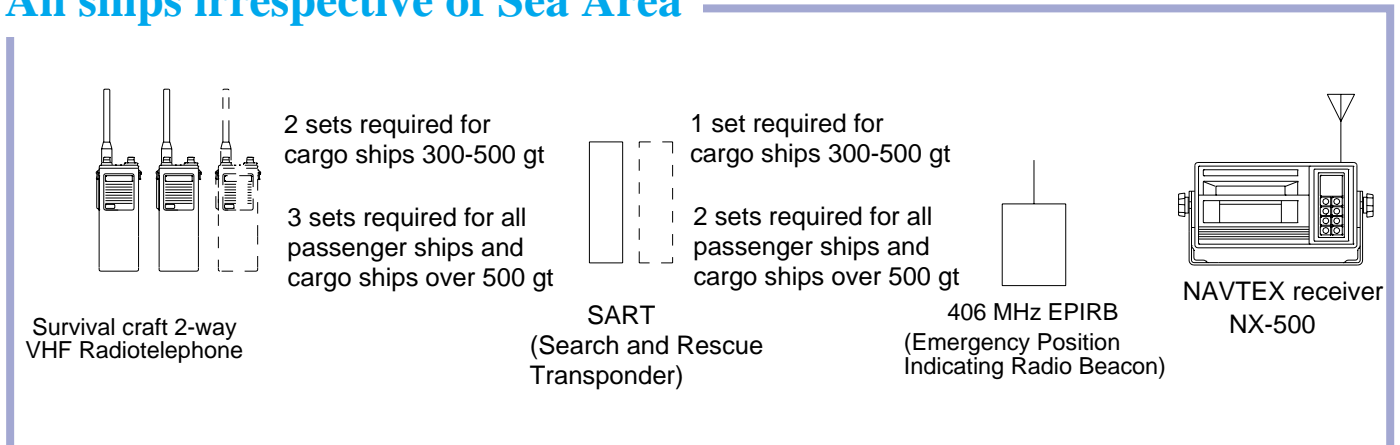 All ships irrespective of Sea Area
2 sets required for
cargo ships 300-500 gt
3 sets required for all
passenger ships and
cargo ships over 500 gt
Survival craft 2-way
VHF Radiotelephone
1 set required for
cargo ships 300-500 gt
2 sets required for all
passenger ships and
cargo ships over 500 gt
SART
(Search and Rescue
Transponder)
406 MHz EPIRB
(Emergency Position
Indicating Radio Beacon)
NAVTEX receiver
NX-500